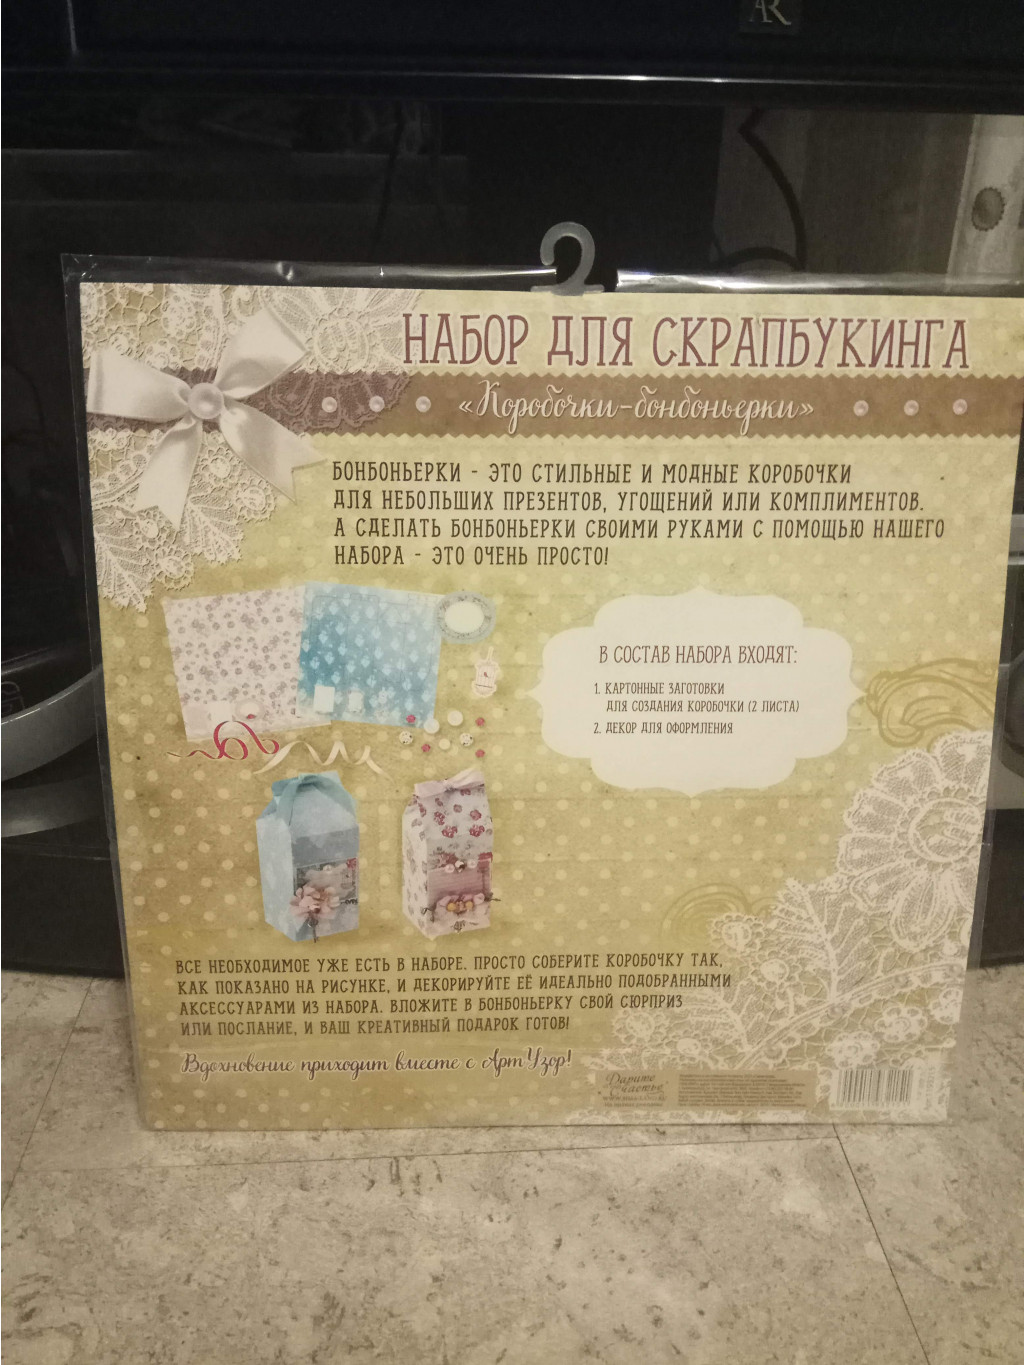 AR
НАБОР ДЛЯ СКРАПБУКИНГА
«Коробочки-бонбоньерки»
БОНБОНЬЕРКИ - ЭТО СТИЛЬНЫЕ И МОДНЫЕ КОРОБОЧКИ
ДЛЯ НЕБОЛЬШИХ ПРЕЗЕНТОВ, УГОЩЕНИЙ ИЛИ КОМПЛИМЕНТОВ.
А СДЕЛАТЬ БОНБОНЬЕРКИ СВОИМИ РУКАМИ С ПОМОЩЬЮ НАШЕГО
НАБОРА - ЭТО ОЧЕНЬ ПРОСТО!
В СОСТАВ НАБОРА ВХОДЯТ:
1. КАРТОННЫЕ ЗАГОТОВКИ
ДЛЯ СОЗДАНИЯ КОРОБОЧКИ (2 ЛИСТА)
2. ДЕКОР ДЛЯ ОФОРМЛЕНИЯ
ВСЕ НЕОБХОДИМОЕ УЖЕ ЕСТЬ В НАБОРЕ. ПРОСТО СОБЕРИТЕ КОРОБОЧКУ ТАК,
КАК ПОКАЗАНО НА РИСУНКЕ, И ДЕКОРИРУЙТЕ ЕЁ ИДЕАЛЬНО ПОДОБРАННЫМИ
АКСЕССУАРАМИ ИЗ НАБОРА. ВЛОЖИТЕ В БОНБОНЬЕРКУ СВОЙ СЮРПРИЗ
ИЛИ ПОСЛАНИЕ, И ВАШ КРЕАТИВНЫЙ ПОДАРОК ГОТОВ!
Вдохновение приходит вместе с АртУзор!
Дарите
счастье